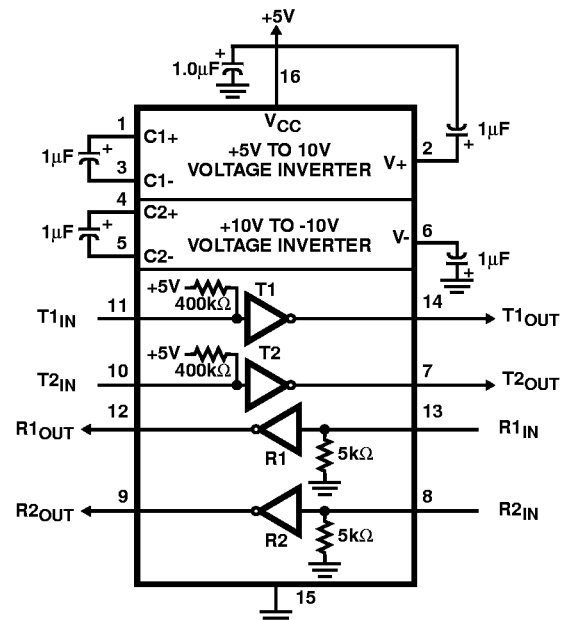 +5V
+
1.0µF
16
VCC
1
C1+
+5V TO 10V
VOLTAGE INVERTER
V+
2
1µF
+
1µF
+
3
C1-
4
C2+
+10V TO -10V
VOLTAGE INVERTER
V-
6
1µF
+
1µF
+
5
C2-
+5V
400kΩ
T1
T1IN
11
14
T1OUT
+5V
400kΩ
T2
T2IN
10
7
T2OUT
R1OUT
12
13
R1IN
R1
5kΩ
R2OUT
9
8
R2IN
R2
5kΩ
15